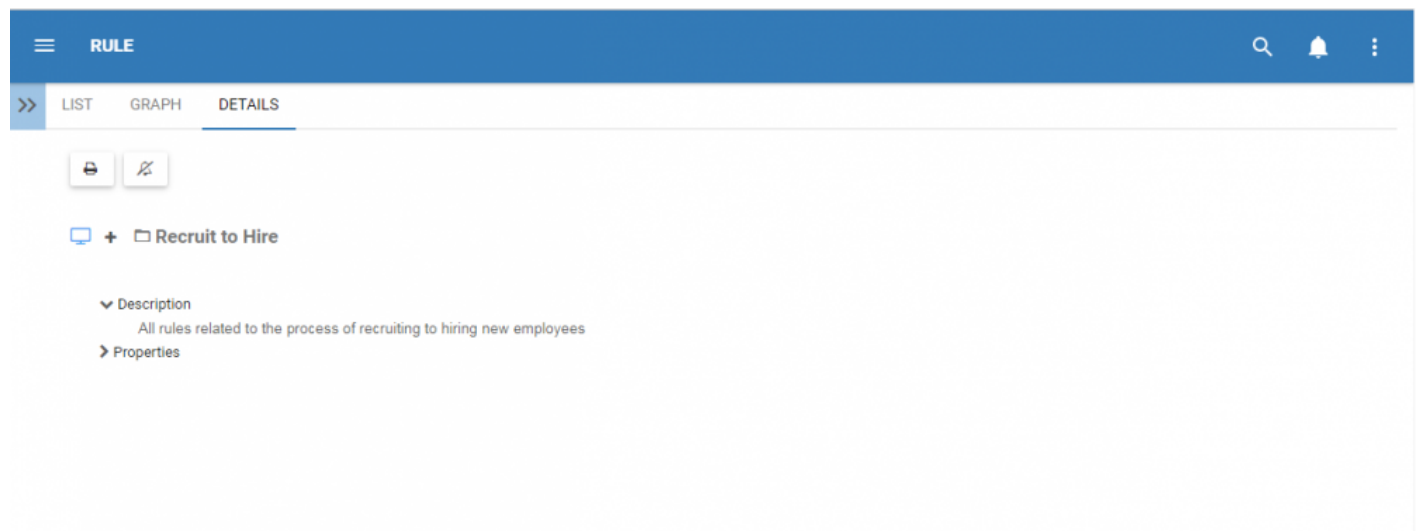 RULE
LIST GRAPH DETAILS
Recruit to Hire
Description
All rules related to the process of recruiting to hiring new employees
Properties